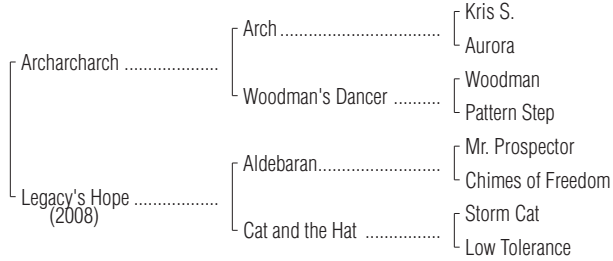 Kris S.
Arch ........................................
Aurora
Archarcharch .......................
Woodman
Woodman's Dancer ............
Pattern Step
Mr. Prospector
Aldebaran...............................
Chimes of Freedom
Legacy's Hope .....................
(2008)
Storm Cat
Cat and the Hat ...................
Low Tolerance